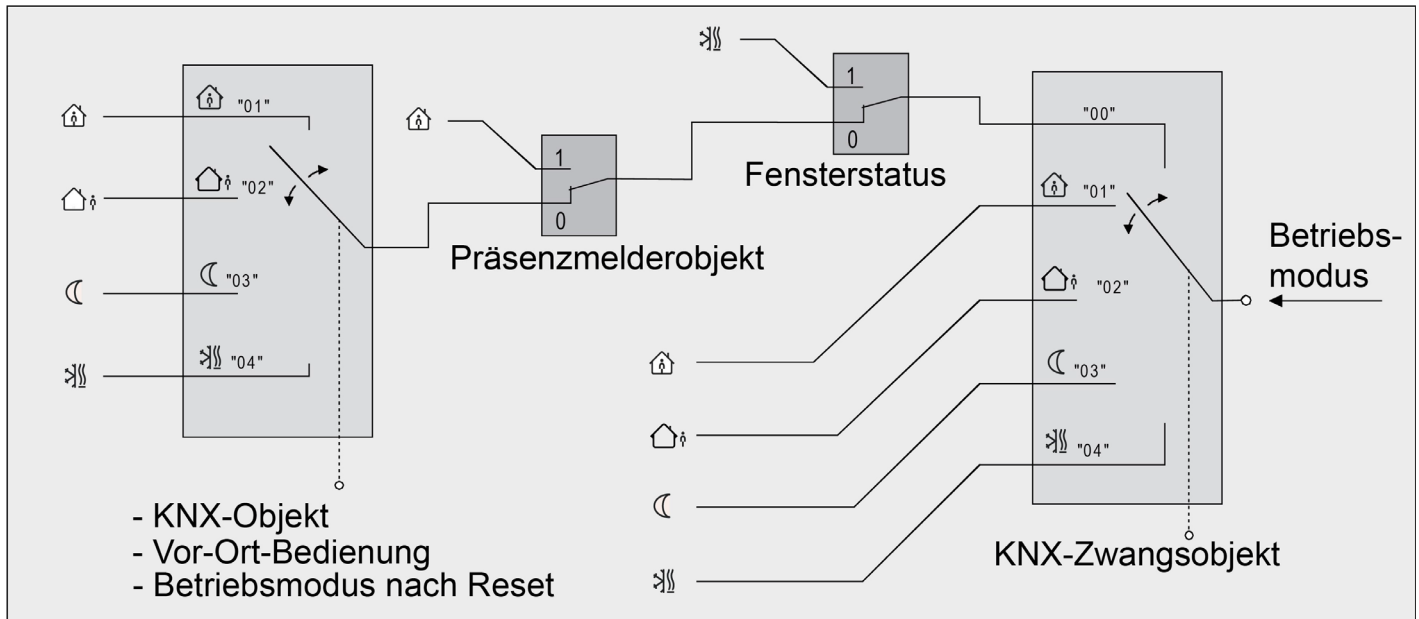 "01"
"02"
"03"
"04"
- KNX-Objekt
- Vor-Ort-Bedienung
- Betriebsmodus nach Reset
1
0
Präsenzmelderobjekt
1
0
Fensterstatus
"00"
"01"
"02"
"03"
"04"
KNX-Zwangsobjekt
Betriebs-
modus